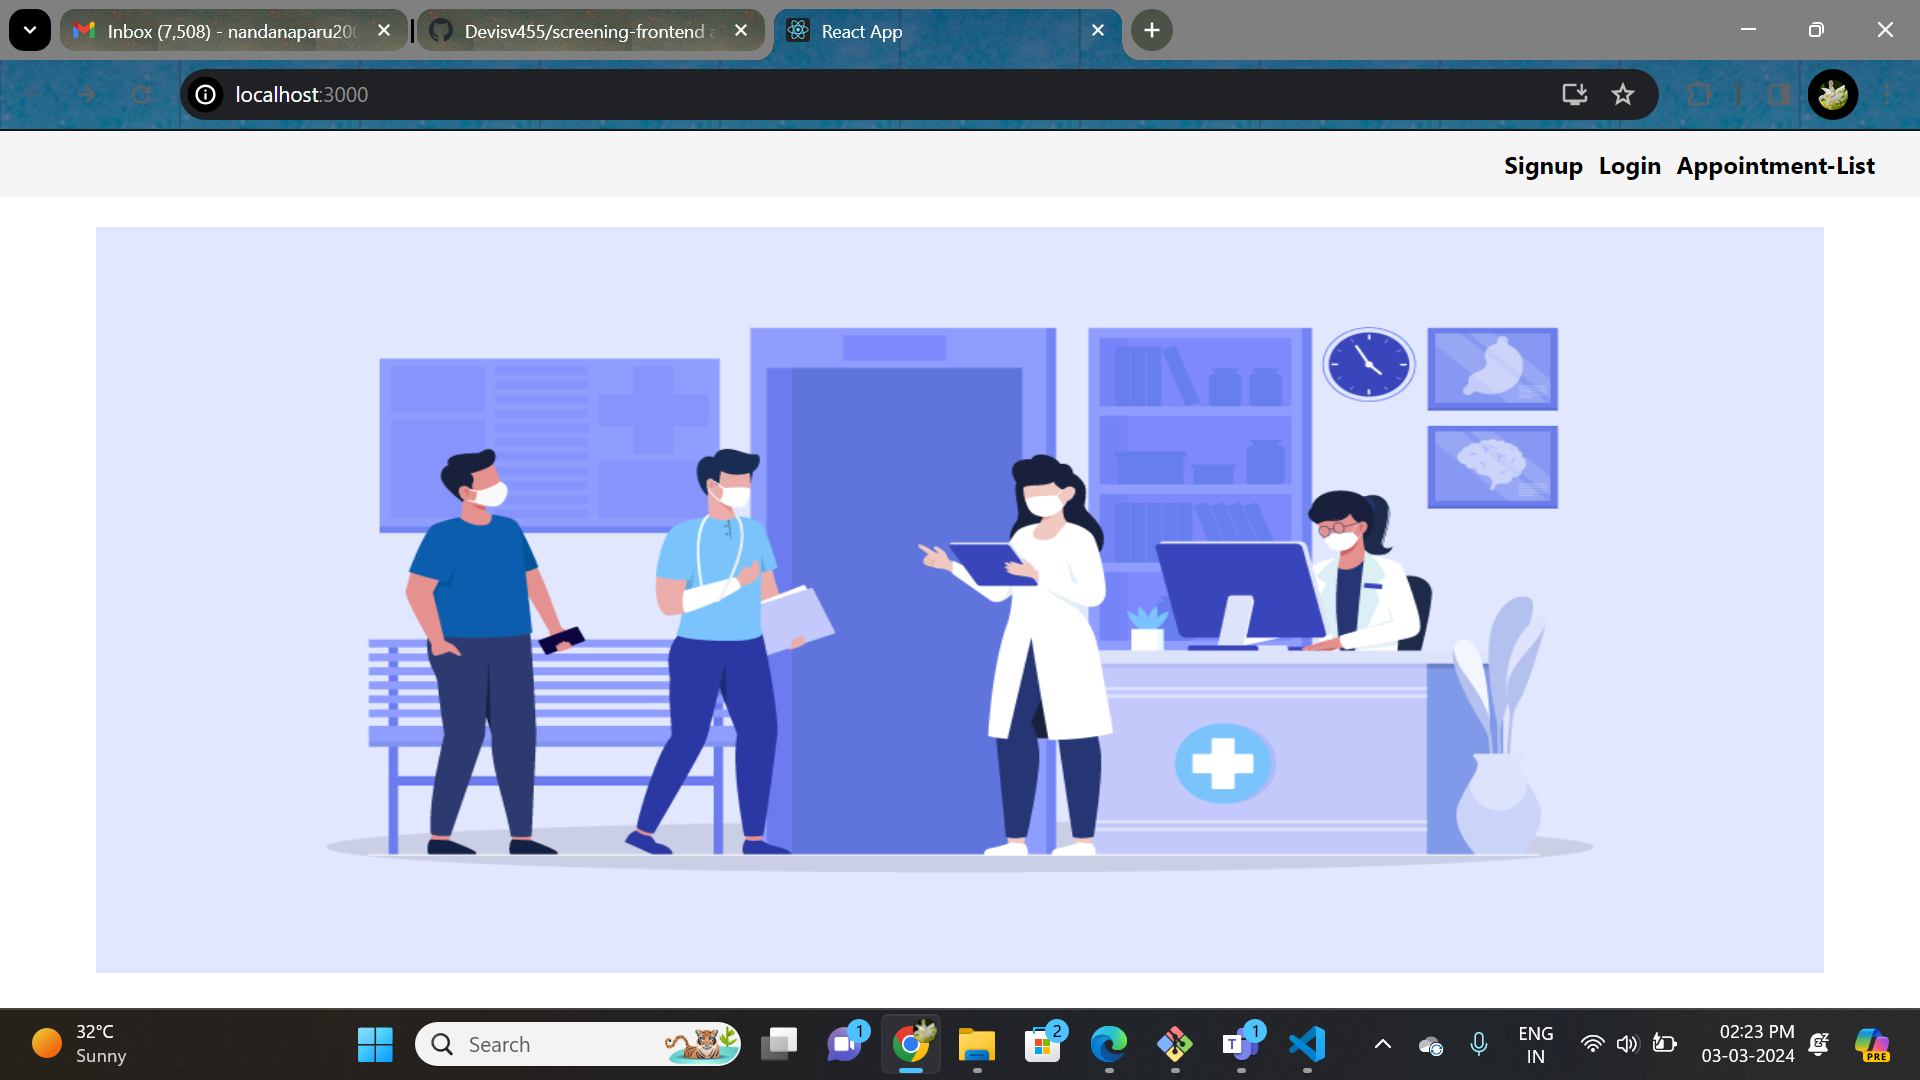 Inbox (7,508) - nandanaparu200
Devisv455/screening-frontend
React App
localhost:3000
Signup Login Appointment-List
32°C
Sunny
Search
1
2
T
1
ENG
IN
02:23 PM
03-03-2024
PRE